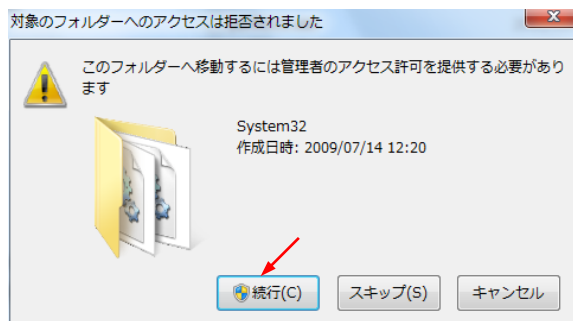 対象のフォルダーへのアクセスは拒否されました
このフォルダーへ移動するには管理者のアクセス許可を提供する必要があり
ます
System32
作成日時: 2009/07/14 12:20
続行(C)
スキップ(S)
キャンセル